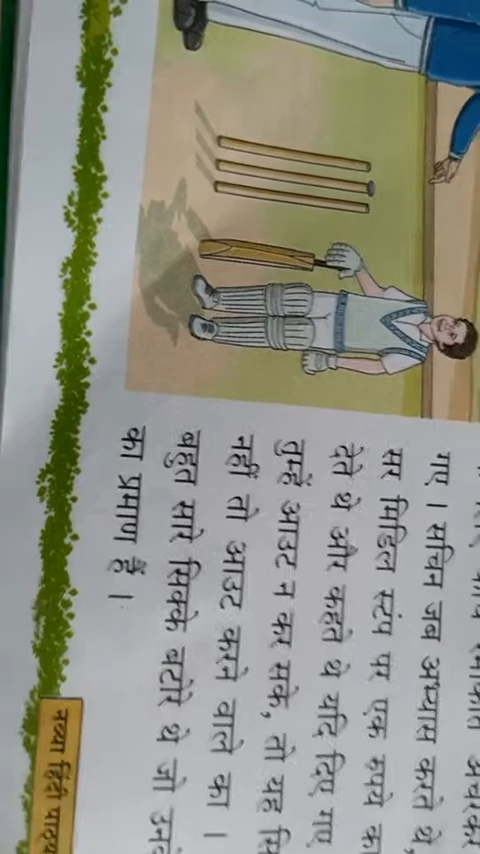 गए । सचिन जब अभ्यास करते थे,
सर मिडिल स्टंप पर एक रुपये का
देते थे और कहते थे यदि दिए गए
तुम्हें आउट न कर सके, तो यह सि
नहीं तो आउट करने वाले का ।
बहुत सारे सिक्के बटोरे थे जो उनके
का प्रमाण हैं ।
नय्या हिंदी पाठ्य